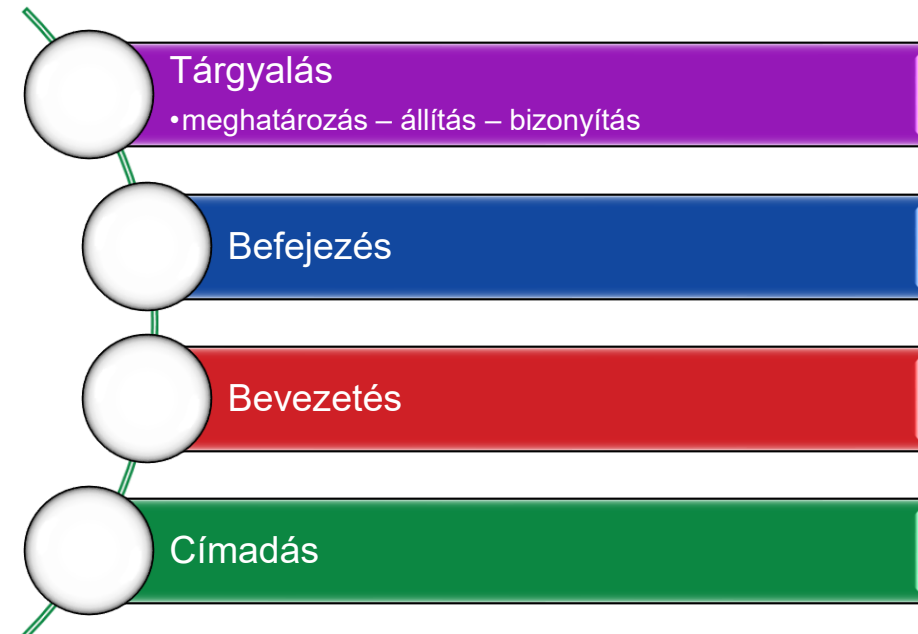 Tárgyalás
•meghatározás – állítás – bizonyítás
Befejezés
Bevezetés
Címadás